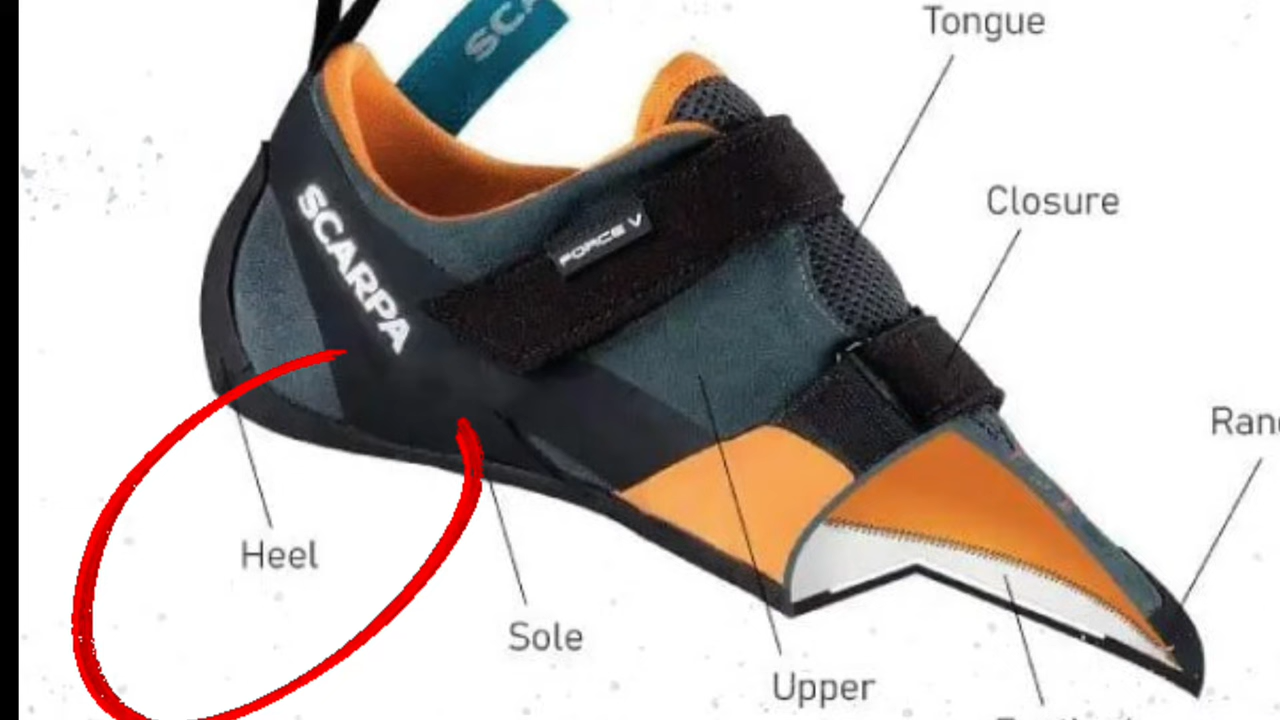 SCA
Tongue
Closure
SCARPA
FORCE V
Heel
Sole
Upper